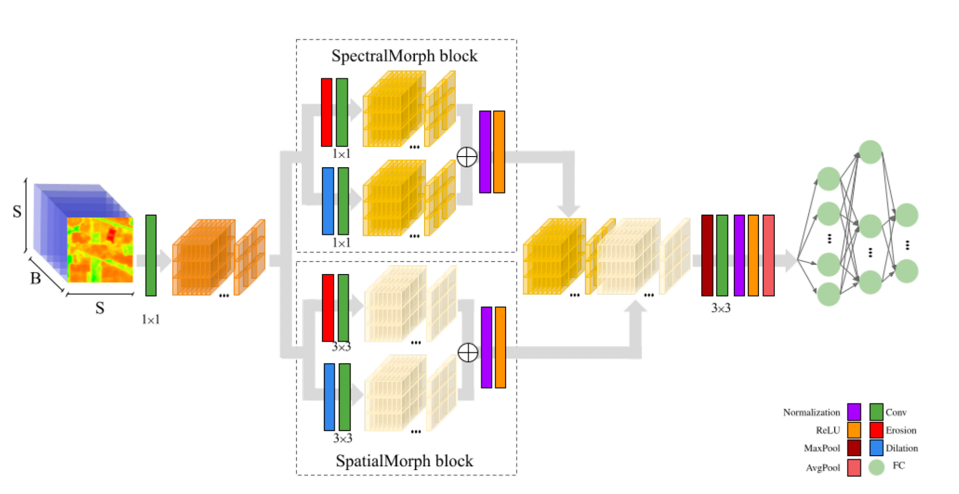 SpectralMorph block
1×1
...
1×1
...
S
B
S
1×1
...
3×3
...
3×3
...
SpatialMorph block
...
...
3×3
...
...
...
Normalization
Conv
ReLU
Erosion
MaxPool
Dilation
AvgPool
FC